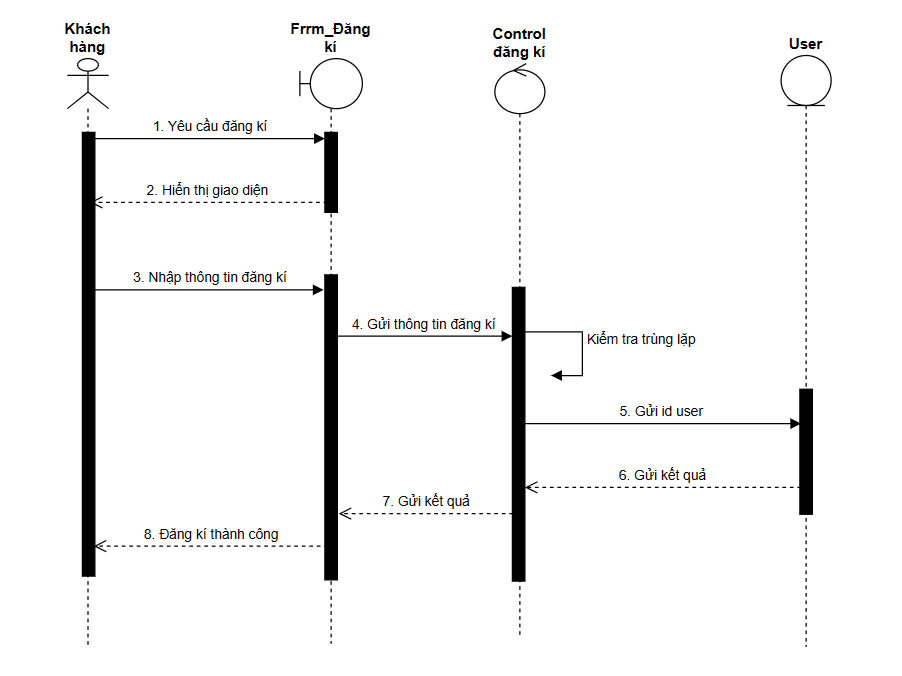 Khách
hàng
Frrm_Đăng
kí
Control
đăng kí
User
1. Yêu cầu đăng kí
2. Hiển thị giao diện
3. Nhập thông tin đăng kí
4. Gửi thông tin đăng kí
Kiểm tra trùng lặp
5. Gửi id user
6. Gửi kết quả
7. Gửi kết quả
8. Đăng kí thành công